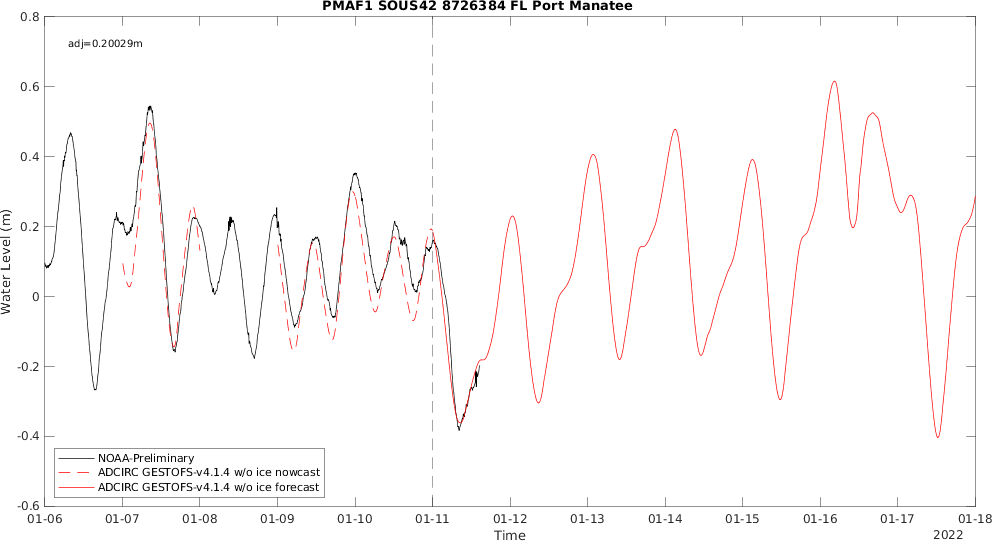 PMAF1 SOUS42 8726384 FL Port Manatee
adj=0.20029m
Water Level (m)
0.8
0.6
0.4
0.2
0
-0.2
-0.4
-0.6
NOAA-Preliminary
ADCIRC GESTOFS-v4.1.4 w/o ice nowcast
ADCIRC GESTOFS-v4.1.4 w/o ice forecast
01-06 01-07 01-08 01-09 01-10 01-11 01-12 01-13 01-14 01-15 01-16 01-17 01-18
Time
2022